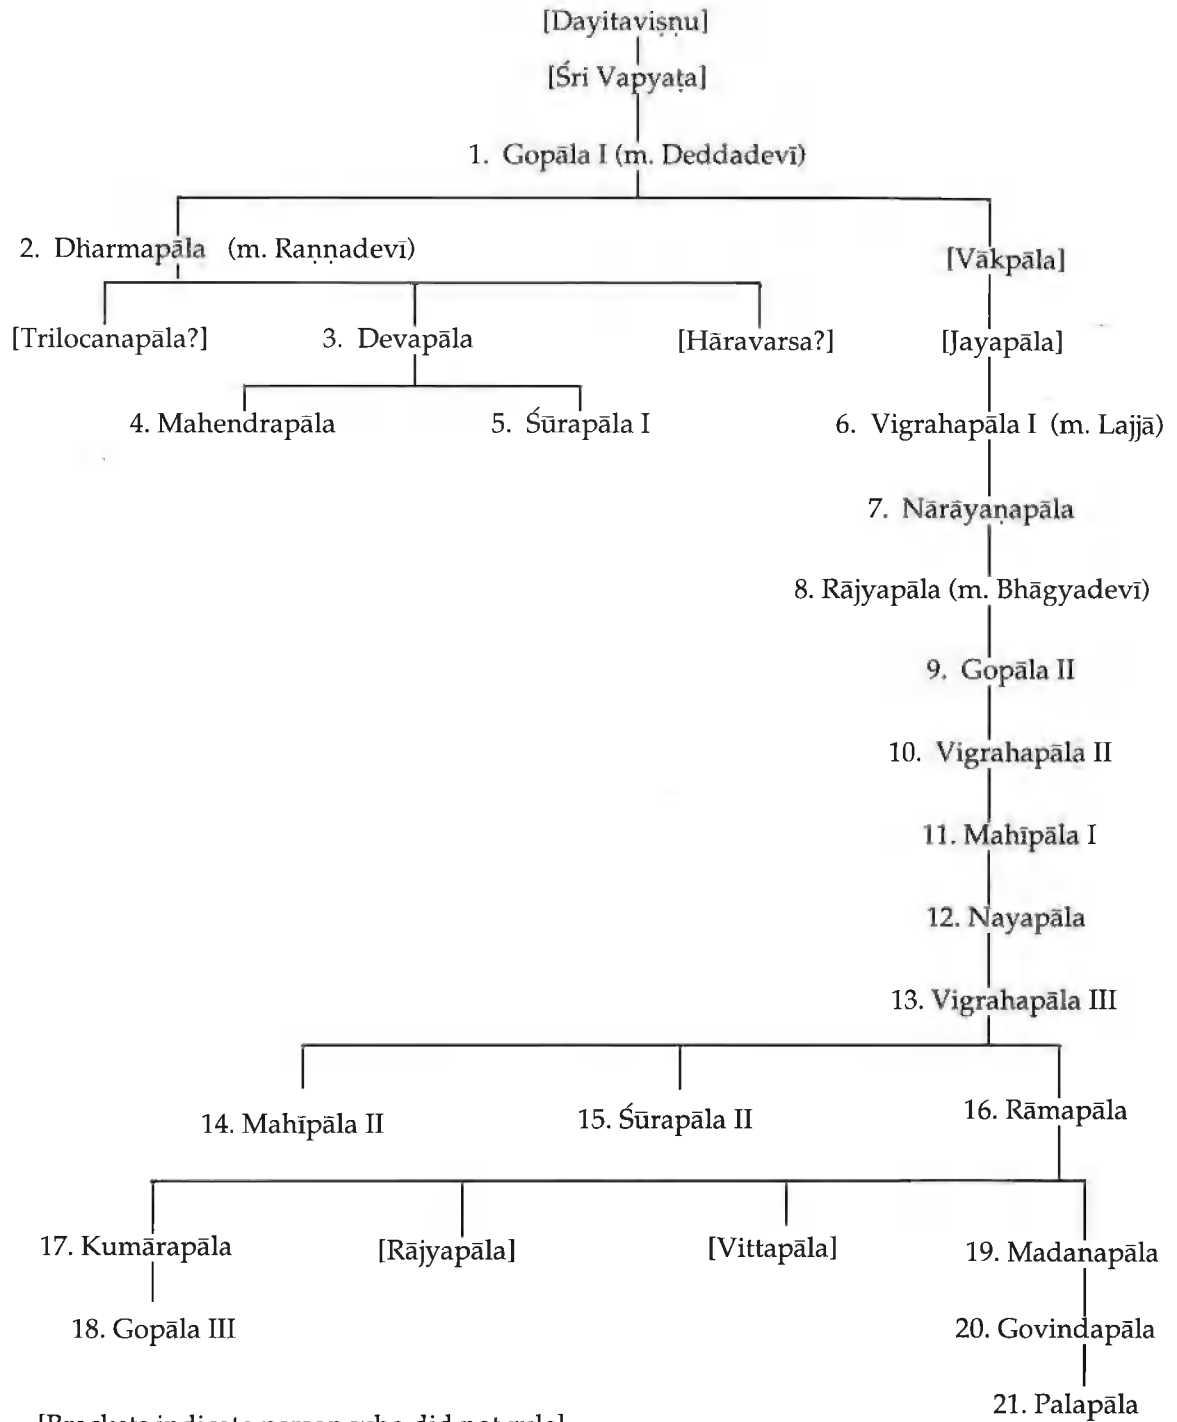 [Dayitaviṣṇu]
[Śri Vapyaṭa]
1. Gopāla I (m. Deddadevī)
2. Dharmapāla (m. Raṇṇadevī)
[Vākpāla]
[Trilocanapāla?] 3. Devapāla [Hāravarsa?] [Jayapāla]
4. Mahendrapāla 5. Śūrapāla I 6. Vigrahapāla I (m. Lajjā)
7. Nārāyaṇapāla
8. Rājyapāla (m. Bhāgyadevī)
9. Gopāla II
10. Vigrahapāla II
11. Mahīpāla I
12. Nayapāla
13. Vigrahapāla III
14. Mahīpāla II 15. Śūrapāla II 16. Rāmapāla
17. Kumārapāla [Rājyapāla] [Vittapāla] 19. Madanapāla
18. Gopāla III 20. Govindapāla
21. Palapāla